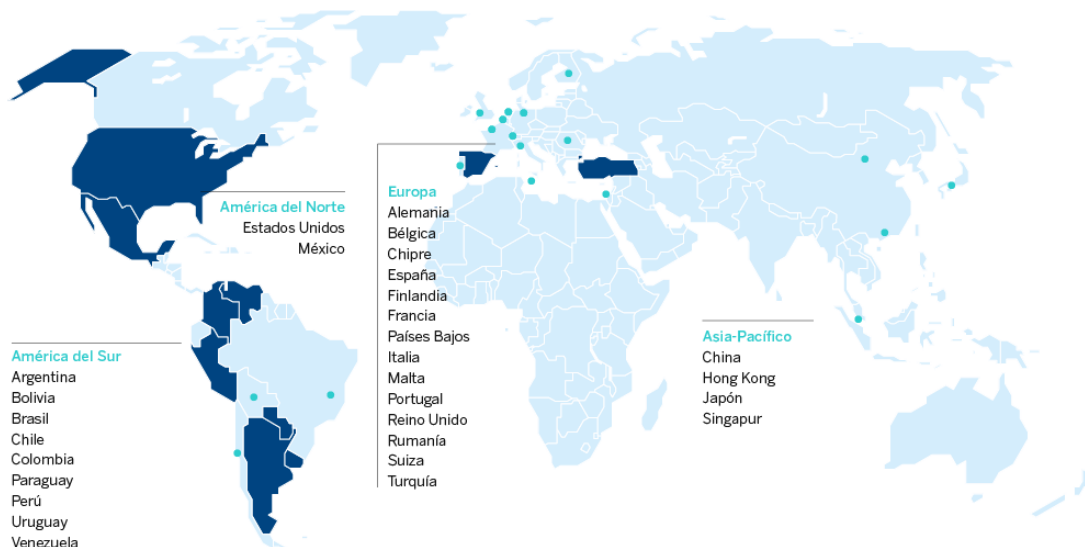 América del Norte
Estados Unidos
México
Europa
Alemania
Bélgica
Chipre
España
Finlandia
Francia
Países Bajos
Italia
Malta
Portugal
Reino Unido
Rumanía
Suiza
Turquía
Asia-Pacífico
China
Hong Kong
Japón
Singapur
América del Sur
Argentina
Bolivia
Brasil
Chile
Colombia
Paraguay
Perú
Uruguay
Venezuela